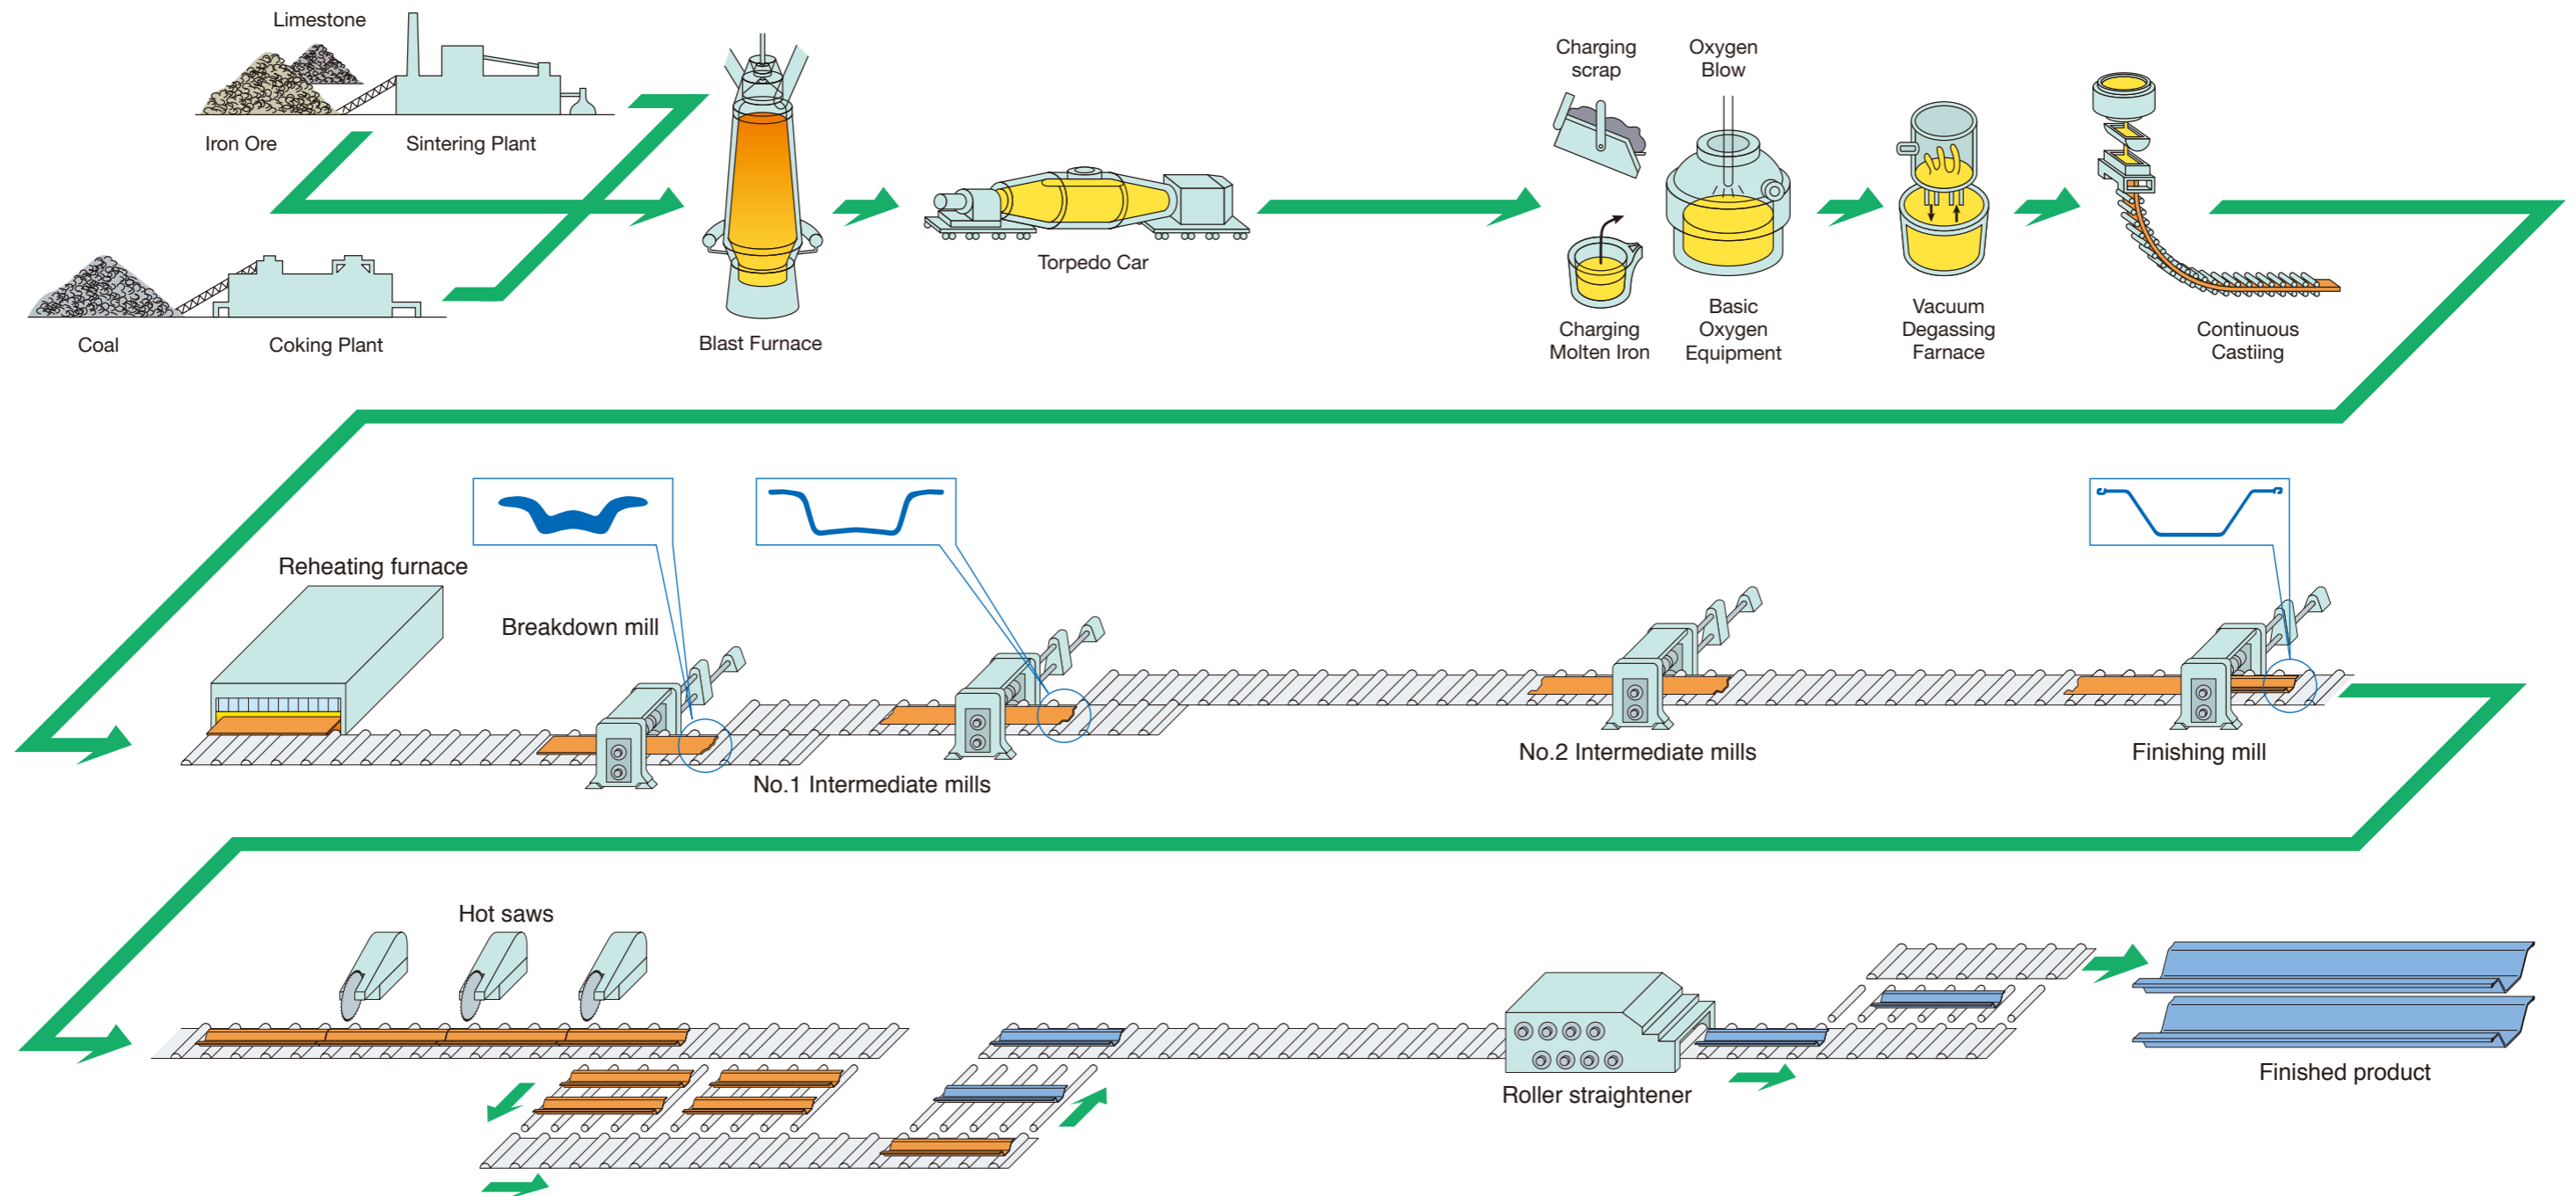 Limestone
Iron Ore
Sintering Plant
Coal
Coking Plant
Blast Furnace
Torpedo Car
Charging
scrap
Oxygen
Blow
Charging
Molten Iron
Basic
Oxygen
Equipment
Vacuum
Degassing
Farnace
Continuous
Castiing
Reheating furnace
Breakdown mill
No.1 Intermediate mills
No.2 Intermediate mills
Finishing mill
Hot saws
Roller straightener
Finished product